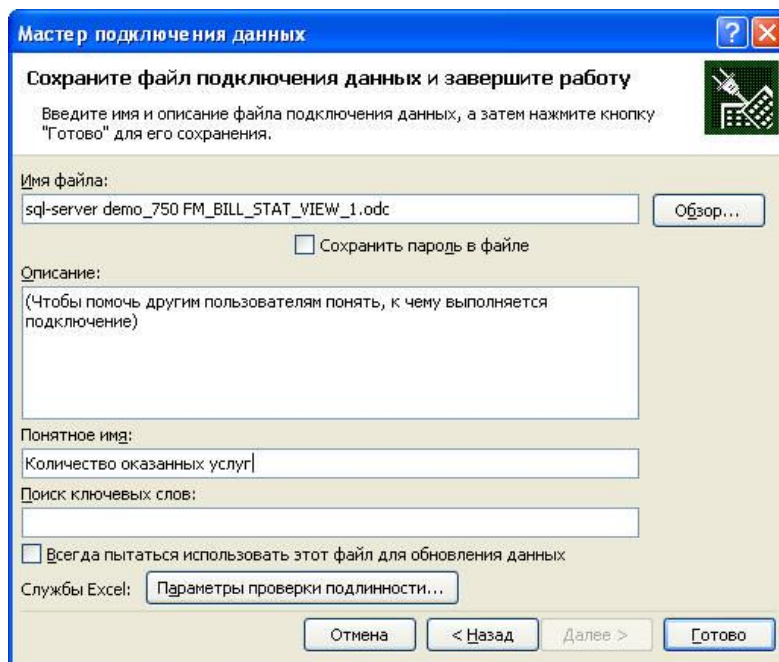 Мастер подключения данных
Сохраните файл подключения данных и завершите работу
Введите имя и описание файла подключения данных, а затем нажмите кнопку
"Готово" для его сохранения.
Имя файла:
sql-server demo_750 FM_BILL_STAT_VIEW_1.odc
Обзор...
Сохранить пароль в файле
Описание:
(Чтобы помочь другим пользователям понять, к чему выполняется
подключение)
Понятное имя:
Количество оказанных услуг
Поиск ключевых слов:
Всегда пытаться использовать этот файл для обновления данных
Службы Excel: Параметры проверки подлинности...
Отмена < Назад Далее > Готово